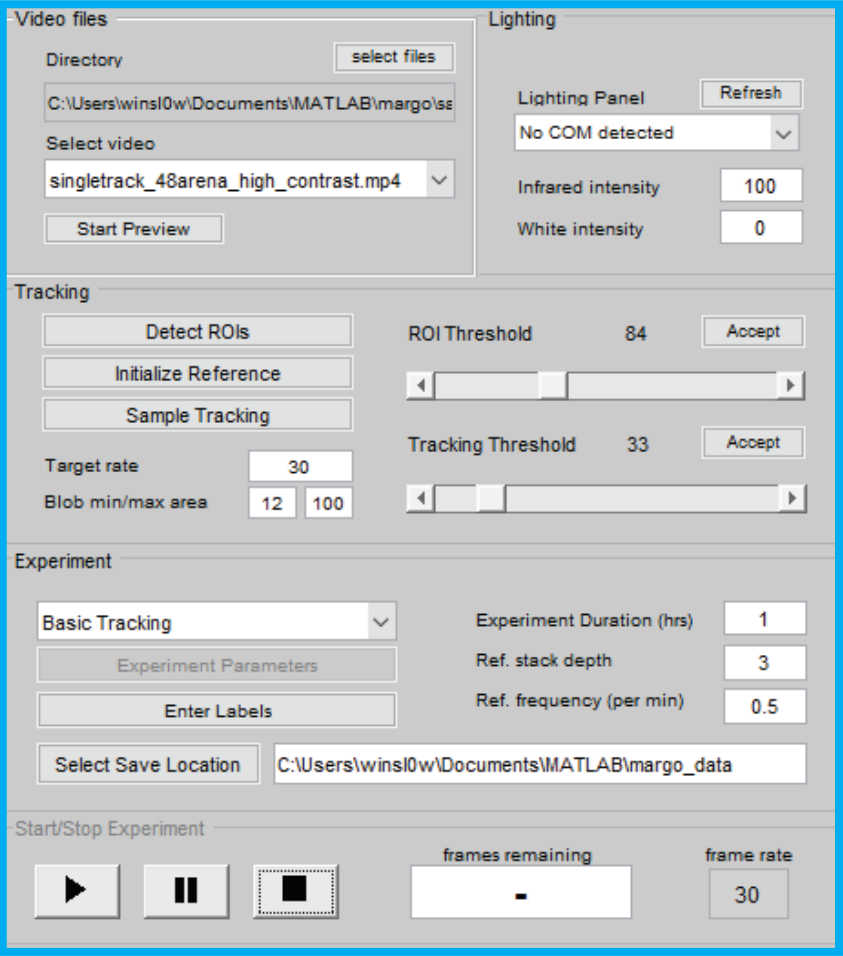 Video files
Directory
select files
C:\Users\winsl0w\Documents\MATLAB\margo\sa
Select video
singletrack_48arena_high_contrast.mp4
Start Preview
Lighting
Lighting Panel
Refresh
No COM detected
Infrared intensity 100
White intensity 0
Tracking
Detect ROIs
Initialize Reference
Sample Tracking
Target rate 30
Blob min/max area 12 100
ROI Threshold 84 Accept
Tracking Threshold 33 Accept
Experiment
Basic Tracking
Experiment Parameters
Enter Labels
Experiment Duration (hrs) 1
Ref. stack depth 3
Ref. frequency (per min) 0.5
Select Save Location C:\Users\winsl0w\Documents\MATLAB\margo_data
Start/Stop Experiment
frames remaining
-
frame rate
30